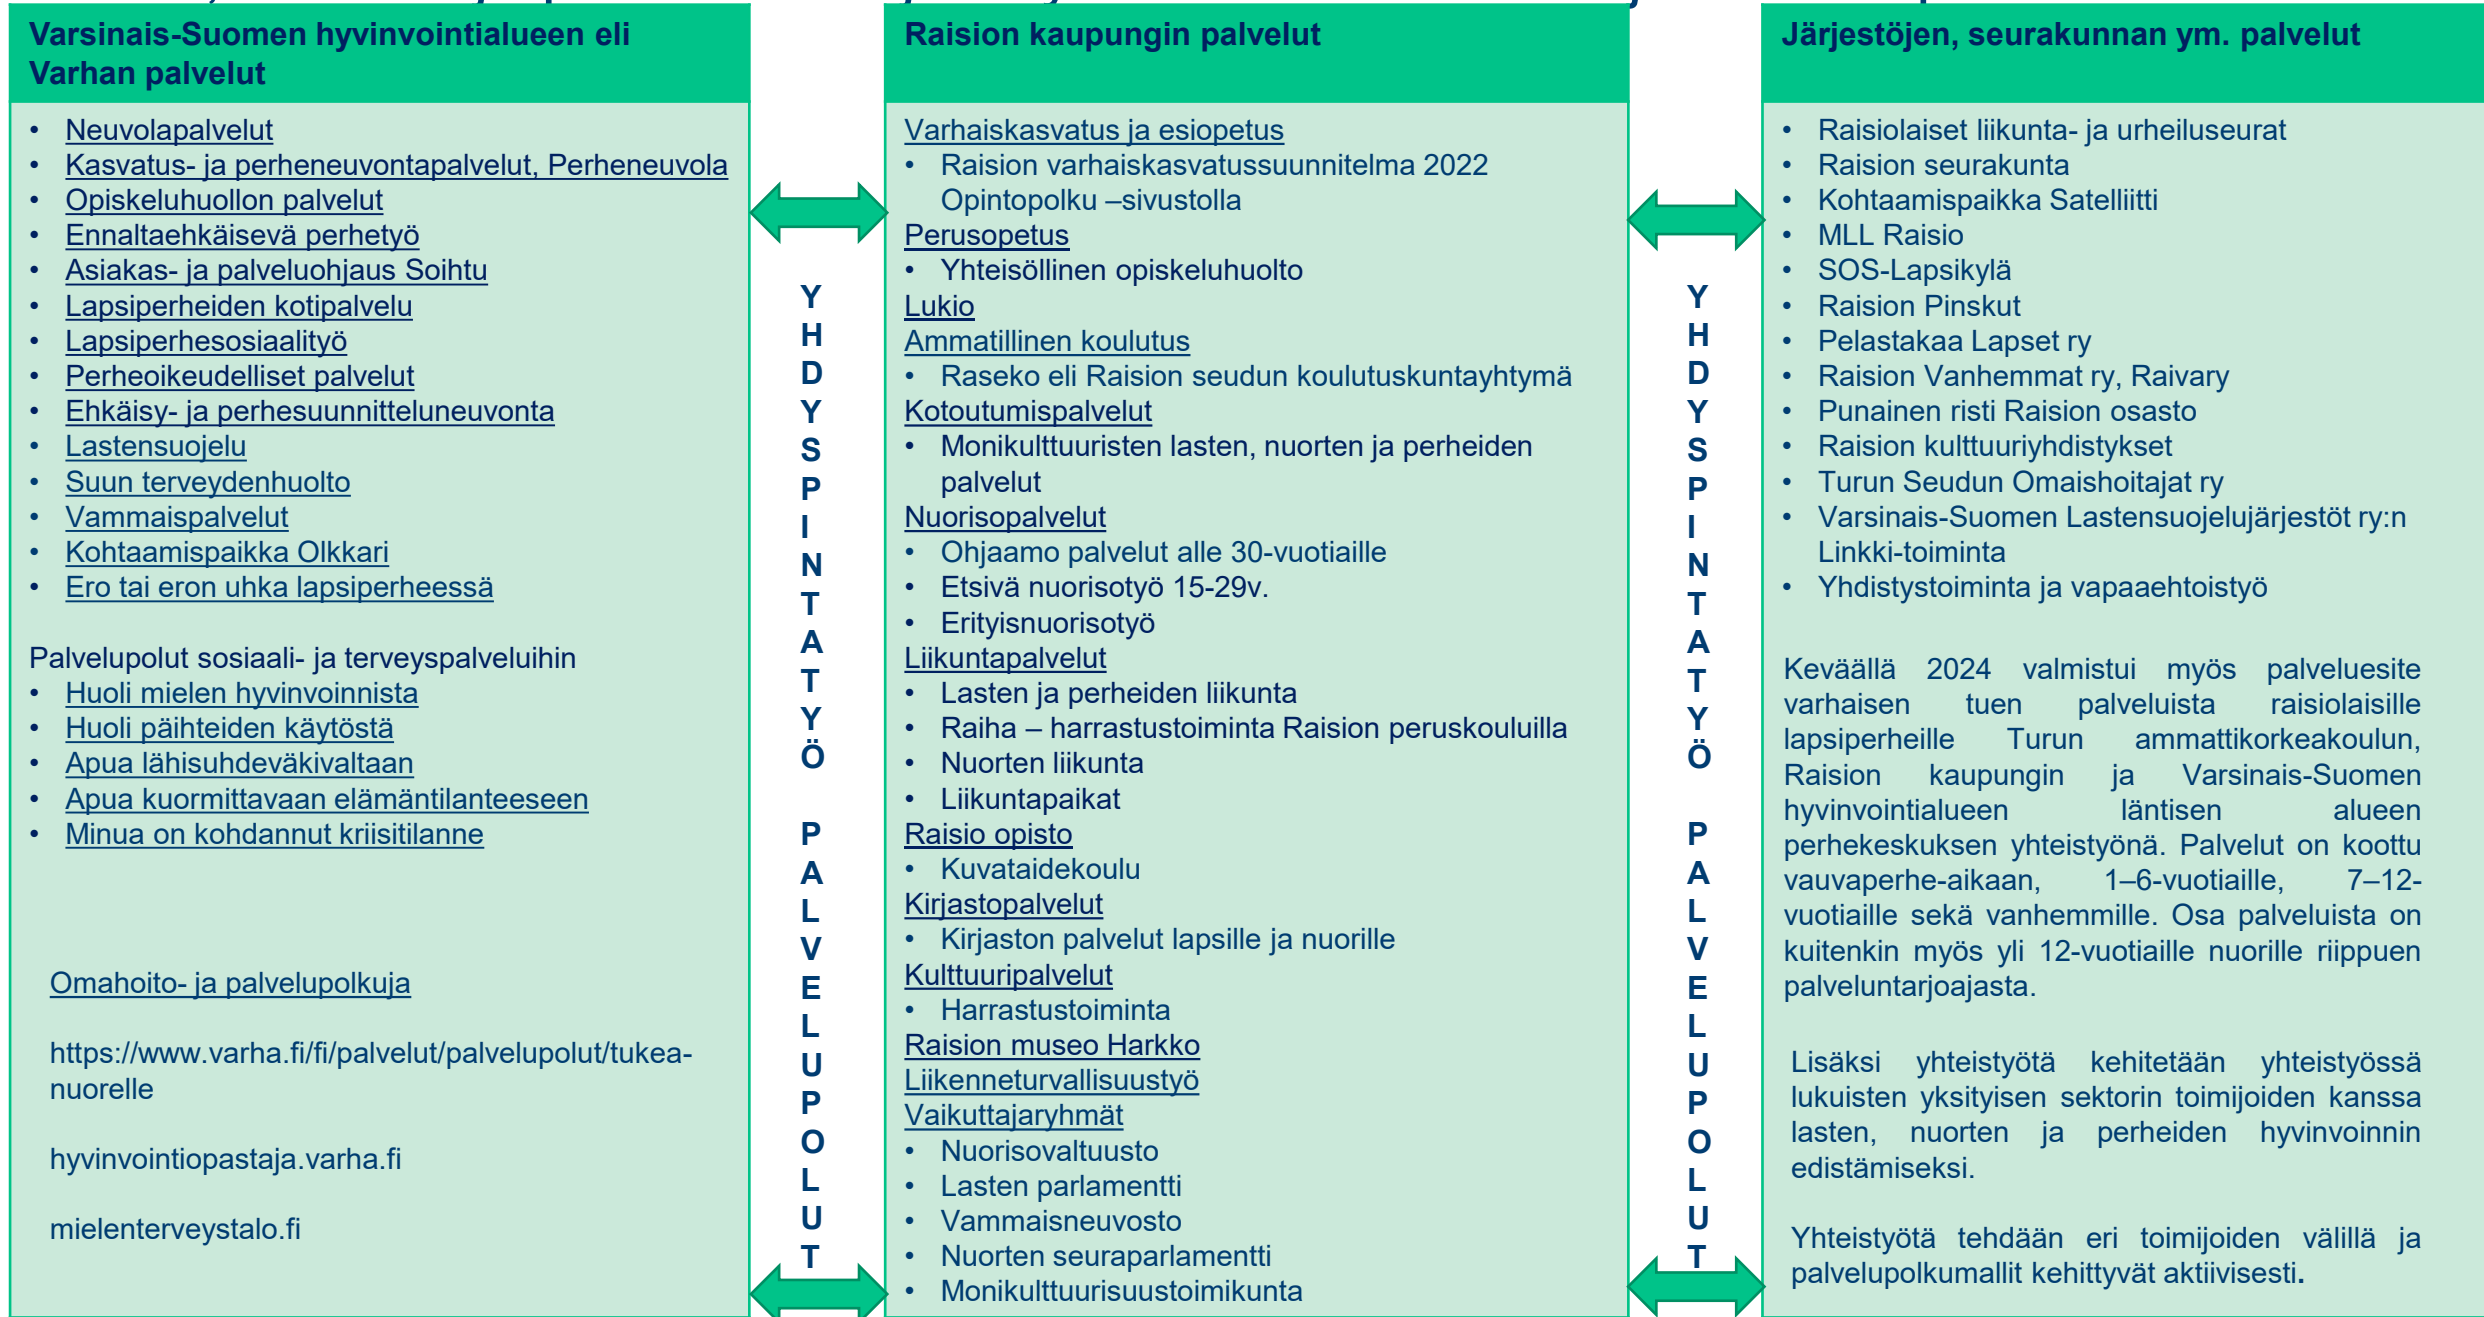 Varsinais-Suomen hyvinvointialueen eli
Varhan palvelut
• Neuvolapalvelut
• Kasvatus- ja perheneuvontapalvelut, Perheneuvola
• Opiskeluhuollon palvelut
• Ennaltaehkäisevä perhetyö
• Asiakas- ja palveluohjaus Soihtu
• Lapsiperheiden kotipalvelu
• Lapsiperhesosiaalityö
• Perheoikeudelliset palvelut
• Ehkäisy- ja perhesuunnitteluneuvonta
• Lastensuojelu
• Suun terveydenhuolto
• Vammaispalvelut
• Kohtaamispaikka Olkkari
• Ero tai eron uhka lapsiperheessä
Palvelupolut sosiaali- ja terveyspalveluihin
• Huoli mielen hyvinvoinnista
• Huoli päihteiden käytöstä
• Apua lähisuhdeväkivaltaan
• Apua kuormittavaan elämäntilanteeseen
• Minua on kohdannut kriisitilanne
Omahoito- ja palvelupolkuja
https://www.varha.fi/fi/palvelut/palvelupolut/tukea-
nuorelle
hyvinvointiopastaja.varha.fi
mielenterveystalo.fi
YHDYSPINTATYÖ PALVELUPOLUT
Raision kaupungin palvelut
Varhaiskasvatus ja esiopetus
• Raision varhaiskasvatussuunnitelma 2022
Opintopolku –sivustolla
Perusopetus
• Yhteisöllinen opiskeluhuolto
Lukio
Ammatillinen koulutus
• Raseko eli Raision seudun koulutuskuntayhtymä
Kotoutumispalvelut
• Monikulttuuristen lasten, nuorten ja perheiden
palvelut
Nuorisopalvelut
• Ohjaamo palvelut alle 30-vuotiaille
• Etsivä nuorisotyö 15-29v.
• Erityisnuorisotyö
Liikuntapalvelut
• Lasten ja perheiden liikunta
• Raiha – harrastustoiminta Raision peruskouluilla
• Nuorten liikunta
• Liikuntapaikat
Raisio opisto
• Kuvataidekoulu
Kirjastopalvelut
• Kirjaston palvelut lapsille ja nuorille
Kulttuuripalvelut
• Harrastustoiminta
Raision museo Harkko
Liikenneturvallisuustyö
Vaikuttajaryhmät
• Nuorisovaltuusto
• Lasten parlamentti
• Vammaisneuvosto
• Nuorten seuraparlamentti
• Monikulttuurisuustoimikunta
YHDYSPINTATYÖ PALVELUPOLUT
Järjestöjen, seurakunnan ym. palvelut
• Raisiolaiset liikunta- ja urheiluseurat
• Raision seurakunta
• Kohtaamispaikka Satelliitti
• MLL Raisio
• SOS-Lapsikylä
• Raision Pinskut
• Pelastakaa Lapset ry
• Raision Vanhemmat ry, Raivary
• Punainen risti Raision osasto
• Raision kulttuuriyhdistykset
• Turun Seudun Omaishoitajat ry
• Varsinais-Suomen Lastensuojelujärjestöt ry:n
Linkki-toiminta
• Yhdistystoiminta ja vapaaehtoistyö
Keväällä 2024 valmistui myös palveluesite
varhaisen tuen palveluista raisiolaisille
lapsiperheille Turun ammattikorkeakoulun,
Raision kaupungin ja Varsinais-Suomen
hyvinvointialueen läntisen alueen
perhekeskuksen yhteistyönä. Palvelut on koottu
vauvaperhe-aikaan, 1–6-vuotiaille, 7–12-
vuotiaille sekä vanhemmille. Osa palveluista on
kuitenkin myös yli 12-vuotiaille nuorille riippuen
palveluntarjoajasta.
Lisäksi yhteistyötä kehitetään yhteistyössä
lukuisten yksityisen sektorin toimijoiden kanssa
lasten, nuorten ja perheiden hyvinvoinnin
edistämiseksi.
Yhteistyötä tehdään eri toimijoiden välillä ja
palvelupolkumallit kehittyvät aktiivisesti.